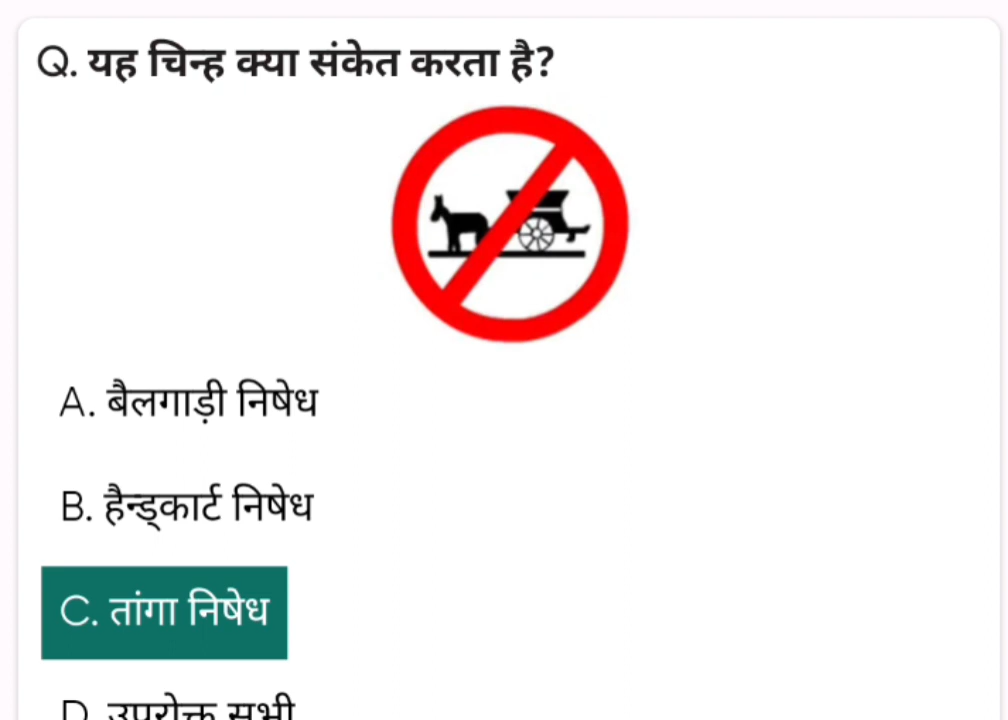 Q. यह चिन्ह क्या संकेत करता है?
A. बैलगाड़ी निषेध
B. हैन्ड्कार्ट निषेध
C. तांगा निषेध
D. उपरोक्त सभी